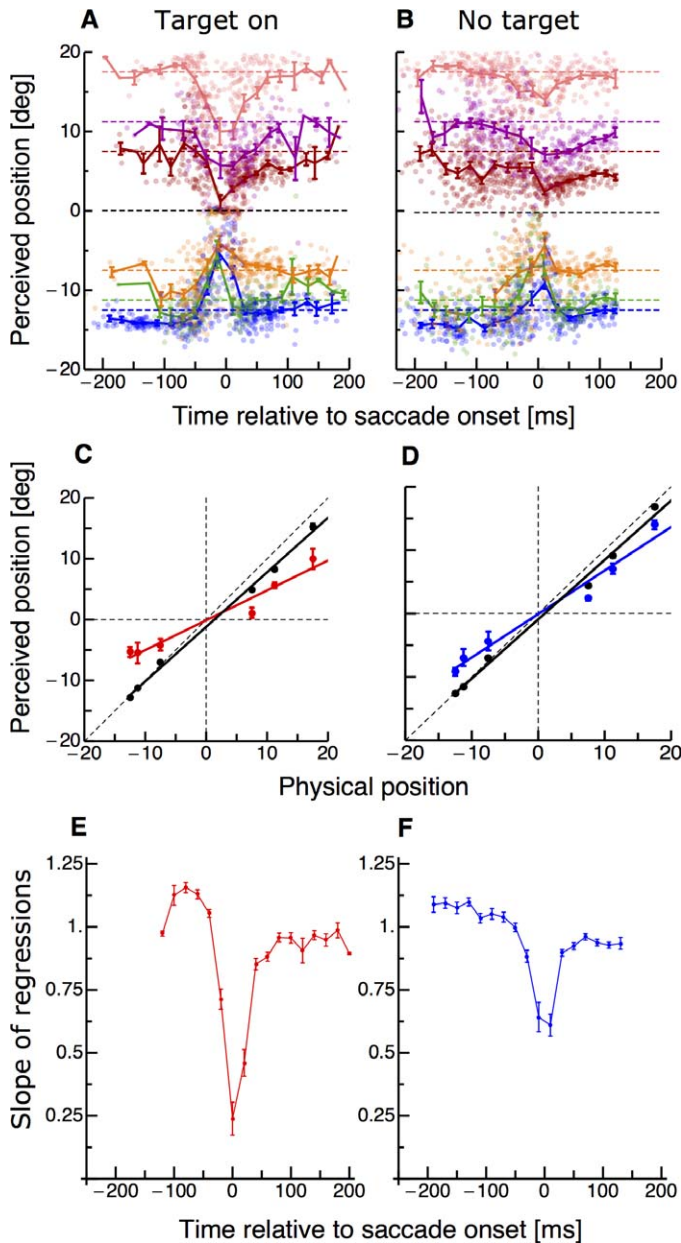 A Target on
B No target
Perceived position [deg]
20
10
0
−10
−20
−200 −100 0 100 200
−200 −100 0 100 200
Time relative to saccade onset [ms]
C
D
Perceived position [deg]
20
10
0
−10
−20
−20 −10 0 10 20
−20 −10 0 10 20
Physical position
E
F
Slope of regressions
1.25
1.
0.75
0.5
0.25
1.25
1.
0.75
0.5
0.25
−200 −100 0 100 200
−200 −100 0 100 200
Time relative to saccade onset [ms]